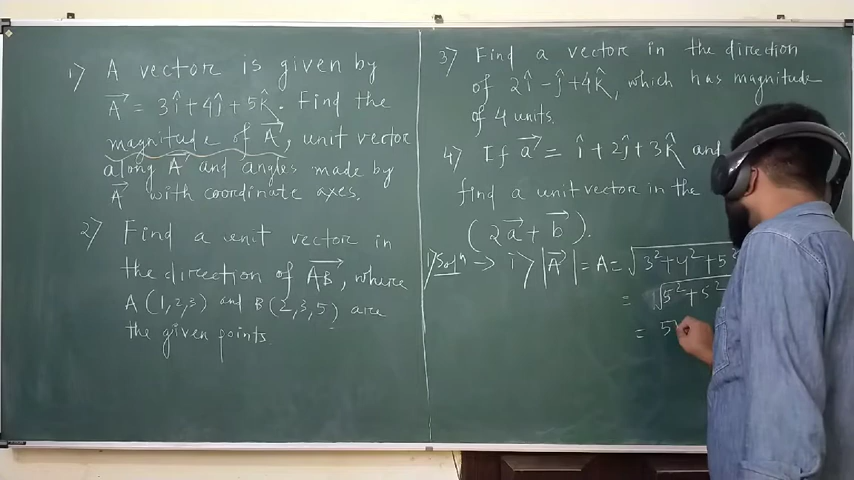 1) A vector is given by
A⃗ = 3î + 4ĵ + 5k̂. Find the
magnitude of A⃗, unit vector
along A⃗ and angles made by
A⃗ with coordinate axes.
2) Find a unit vector in
the direction of AB⃗, where
A (1,2,3) and B (2,3,5) are
the given points.
3) Find a vector in the direction
of 2î - ĵ + 4k̂, which has magnitude
of 4 units.
4) If a⃗ = î + 2ĵ + 3k̂ and
find a unit vector in the
(2a⃗ + b⃗).
1) Solⁿ → i) |A⃗| = A = √3² + 4² + 5²
= √5² + 5²
= 5